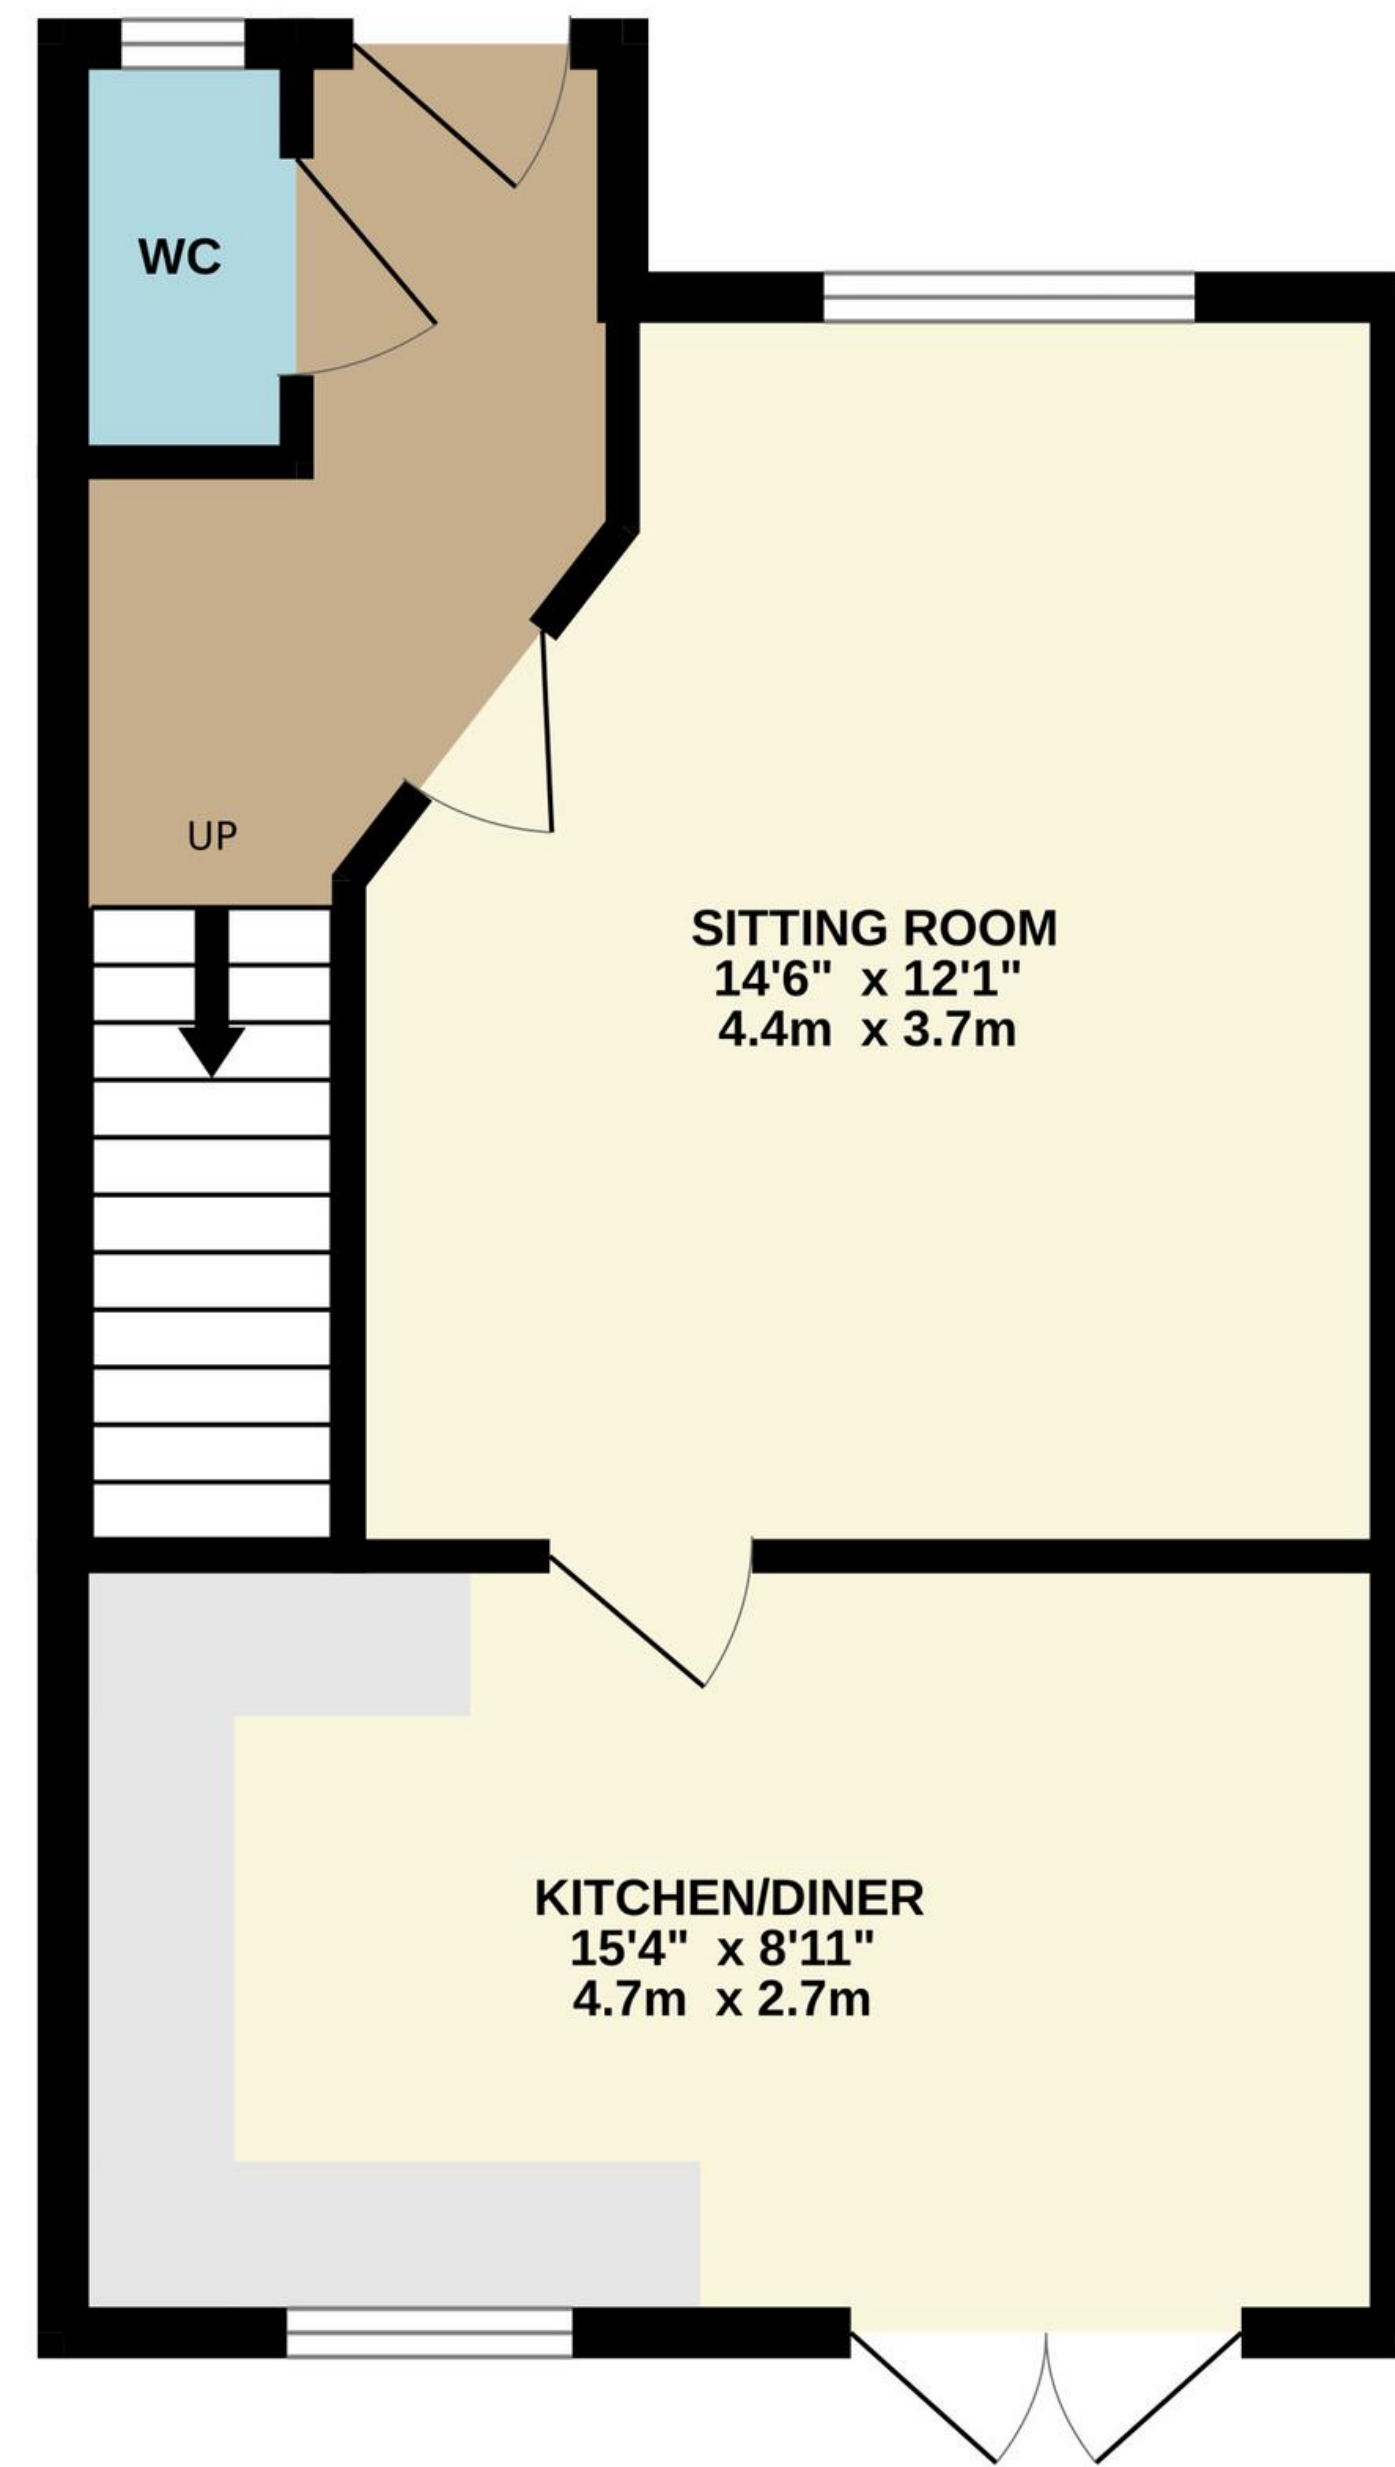 WC
UP
SITTING ROOM
14'6" x 12'1"
4.4m x 3.7m
KITCHEN/DINER
15'4" x 8'11"
4.7m x 2.7m